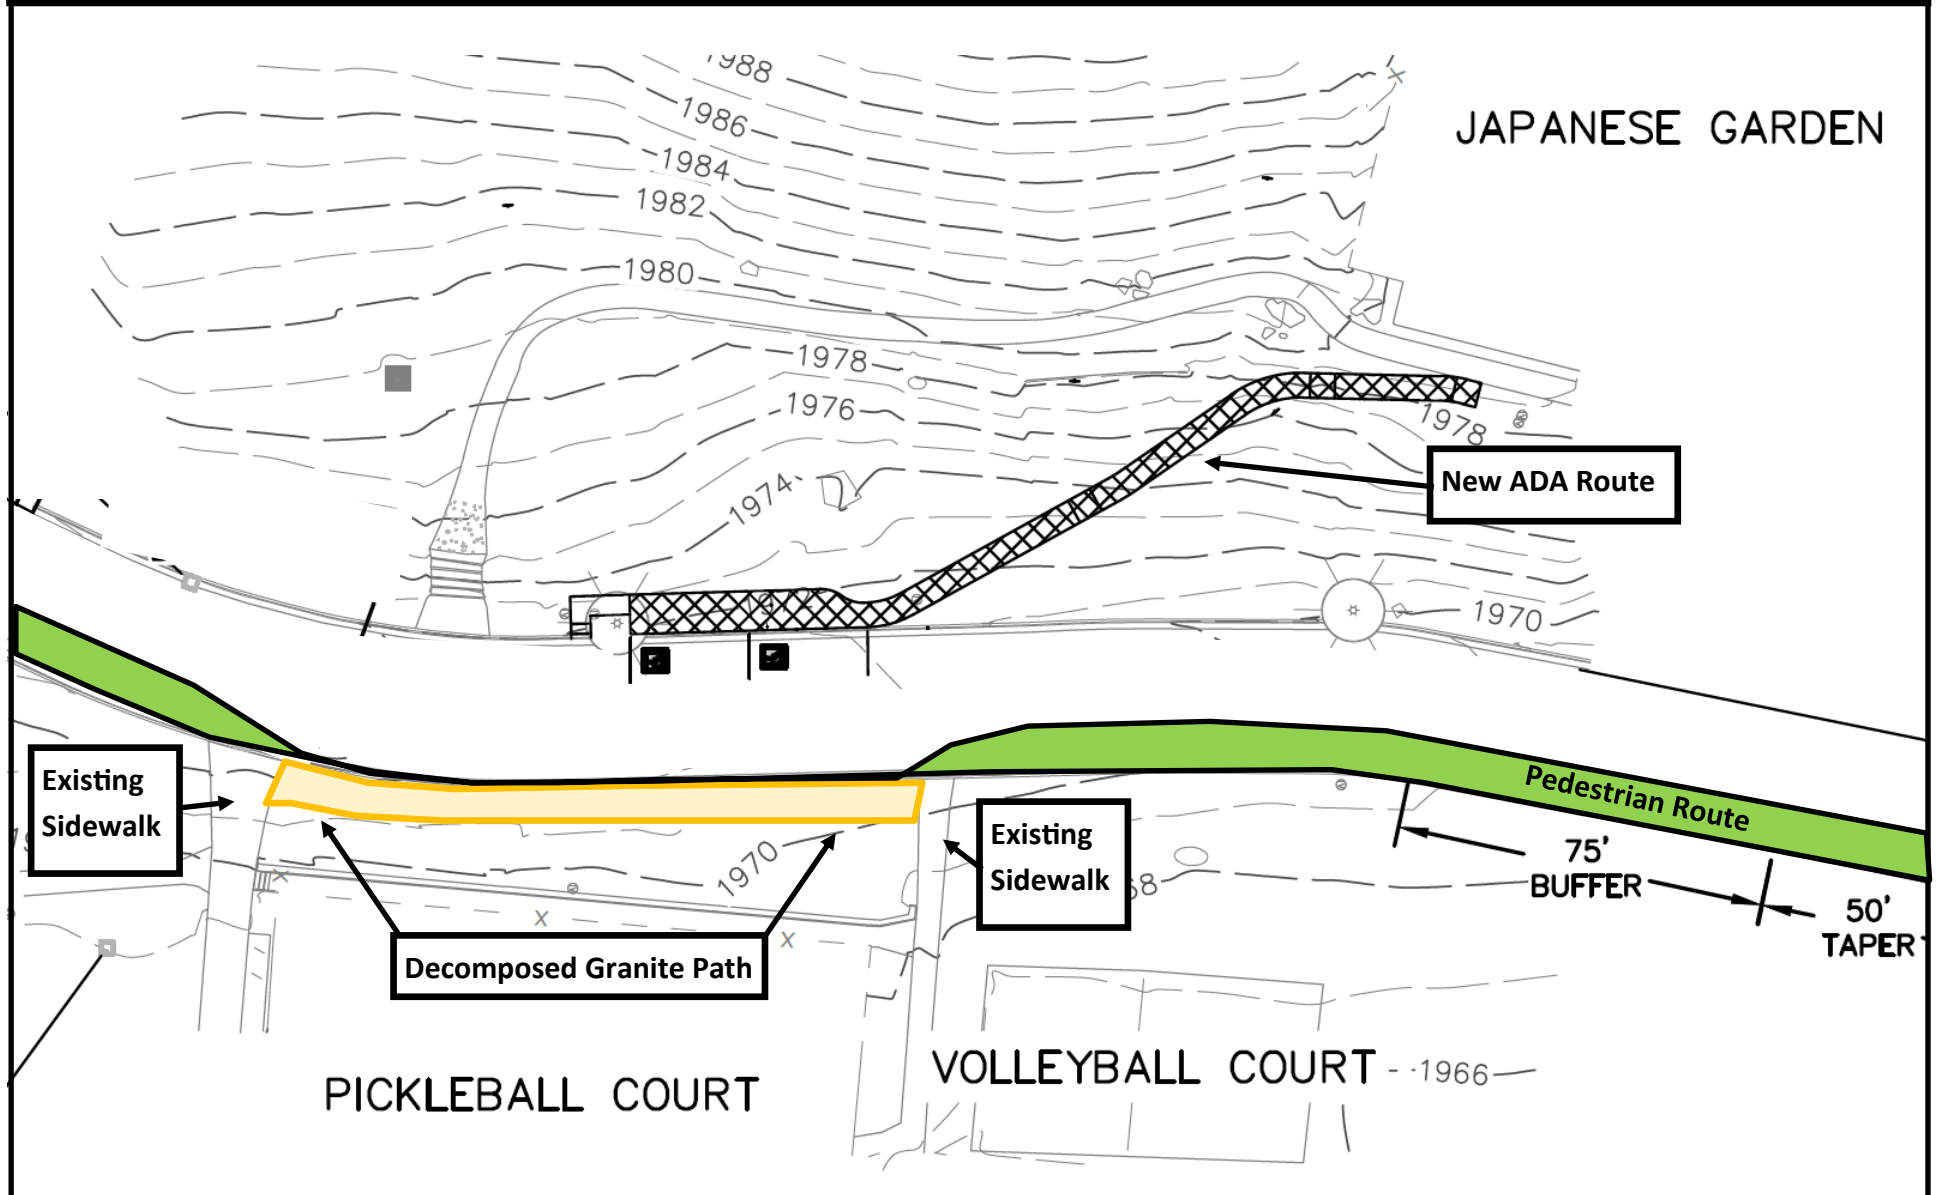 1988
1986
JAPANESE GARDEN
1984
1982
1980
1978
1976
1978
New ADA Route
1974
1970
Existing
Sidewalk
Pedestrian Route
75'
BUFFER
50'
TAPER
Existing
Sidewalk
1970
Decomposed Granite Path
VOLLEYBALL COURT
1966
PICKLEBALL COURT